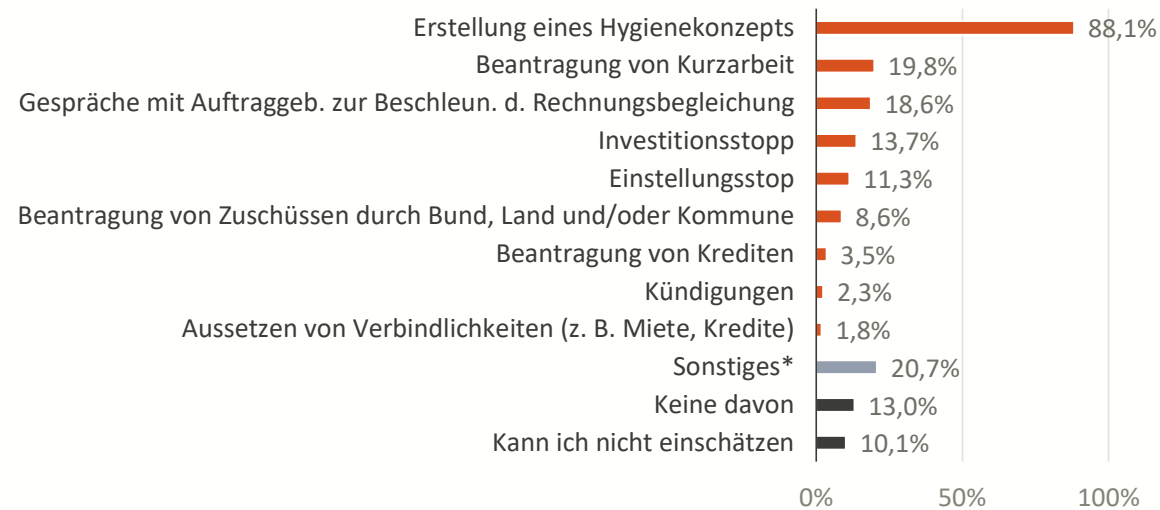 Erstellung eines Hygienekonzepts 88,1%
Beantragung von Kurzarbeit 19,8%
Gespräche mit Auftraggeb. zur Beschleun. d. Rechnungsbegleichung 18,6%
Investitionsstopp 13,7%
Einstellungsstop 11,3%
Beantragung von Zuschüssen durch Bund, Land und/oder Kommune 8,6%
Beantragung von Krediten 3,5%
Kündigungen 2,3%
Aussetzen von Verbindlichkeiten (z. B. Miete, Kredite) 1,8%
Sonstiges* 20,7%
Keine davon 13,0%
Kann ich nicht einschätzen 10,1%
0% 50% 100%